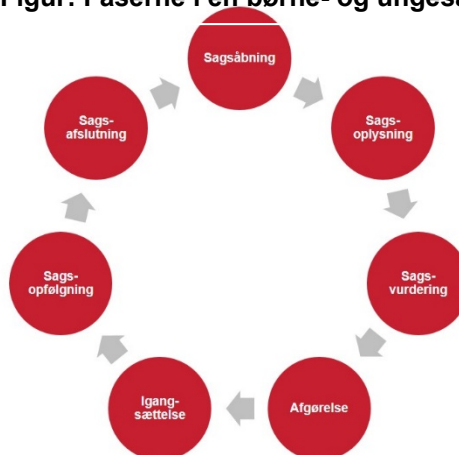 Figur: Faserne i en børne- og
Sagsåbning
Sags-
oplysning
Sags-
vurdering
Afgørelse
Igang-
sættelse
Sags-
opfølgning
Sags-
afslutning